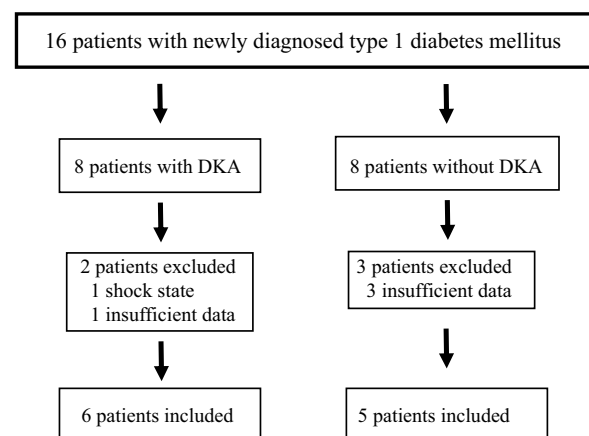 16 patients with newly diagnosed type 1 diabetes mellitus
8 patients with DKA
8 patients without DKA
2 patients excluded
1 shock state
1 insufficient data
3 patients excluded
3 insufficient data
6 patients included
5 patients included